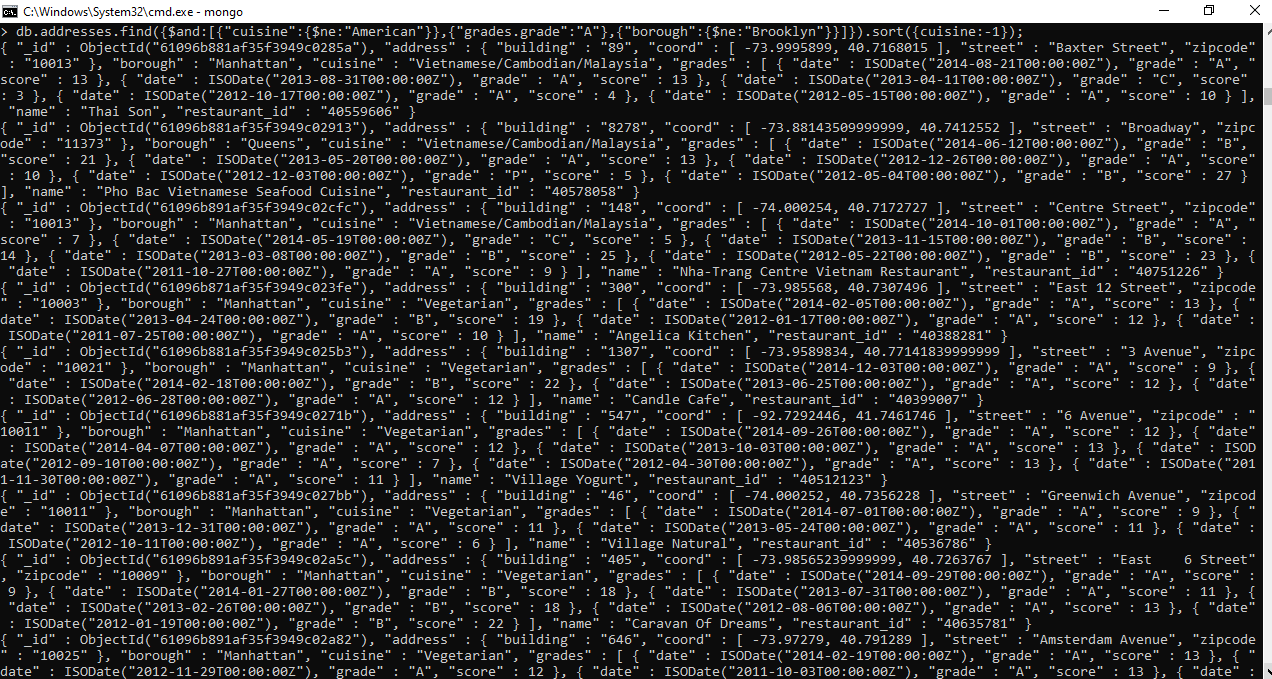 C:\Windows\System32\cmd.exe - mongo
> db.addresses.find({$and:[{"cuisine":{$ne:"American"}},{"grades.grade":"A"},{"borough":{$ne:"Brooklyn"}}]}).sort({cuisine:-1});
{ "_id" : ObjectId("61096b881af35f3949c0285a"), "address" : { "building" : "89", "coord" : [ -73.9995899, 40.7168015 ], "street" : "Baxter Street", "zipcode"
 : "10013" }, "borough" : "Manhattan", "cuisine" : "Vietnamese/Cambodian/Malaysia", "grades" : [ { "date" : ISODate("2014-08-21T00:00:00Z"), "grade" : "A", "
score" : 13 }, { "date" : ISODate("2013-08-31T00:00:00Z"), "grade" : "A", "score" : 13 }, { "date" : ISODate("2013-04-11T00:00:00Z"), "grade" : "C", "score"
: 3 }, { "date" : ISODate("2012-10-17T00:00:00Z"), "grade" : "A", "score" : 4 }, { "date" : ISODate("2012-05-15T00:00:00Z"), "grade" : "A", "score" : 10 } ],
 "name" : "Thai Son", "restaurant_id" : "40559606" }
{ "_id" : ObjectId("61096b881af35f3949c02913"), "address" : { "building" : "8278", "coord" : [ -73.88143509999999, 40.7412552 ], "street" : "Broadway", "zipc
ode" : "11373" }, "borough" : "Queens", "cuisine" : "Vietnamese/Cambodian/Malaysia", "grades" : [ { "date" : ISODate("2014-06-12T00:00:00Z"), "grade" : "B",
"score" : 21 }, { "date" : ISODate("2013-05-20T00:00:00Z"), "grade" : "A", "score" : 13 }, { "date" : ISODate("2012-12-26T00:00:00Z"), "grade" : "A", "score"
 : 10 }, { "date" : ISODate("2012-12-03T00:00:00Z"), "grade" : "P", "score" : 5 }, { "date" : ISODate("2012-05-04T00:00:00Z"), "grade" : "B", "score" : 27 }
], "name" : "Pho Bac Vietnamese Seafood Cuisine", "restaurant_id" : "40578058" }
{ "_id" : ObjectId("61096b891af35f3949c02cfc"), "address" : { "building" : "148", "coord" : [ -74.000254, 40.7172727 ], "street" : "Centre Street", "zipcode"
 : "10013" }, "borough" : "Manhattan", "cuisine" : "Vietnamese/Cambodian/Malaysia", "grades" : [ { "date" : ISODate("2014-10-01T00:00:00Z"), "grade" : "A", "
score" : 7 }, { "date" : ISODate("2014-05-19T00:00:00Z"), "grade" : "C", "score" : 5 }, { "date" : ISODate("2013-11-15T00:00:00Z"), "grade" : "B", "score" :
14 }, { "date" : ISODate("2013-03-08T00:00:00Z"), "grade" : "B", "score" : 25 }, { "date" : ISODate("2012-05-22T00:00:00Z"), "grade" : "B", "score" : 23 }, {
 "date" : ISODate("2011-10-27T00:00:00Z"), "grade" : "A", "score" : 9 } ], "name" : "Nha-Trang Centre Vietnam Restaurant", "restaurant_id" : "40751226" }
{ "_id" : ObjectId("61096b881af35f3949c023fe"), "address" : { "building" : "300", "coord" : [ -73.985568, 40.7307496 ], "street" : "East 12 Street", "zipcode
" : "10003" }, "borough" : "Manhattan", "cuisine" : "Vegetarian", "grades" : [ { "date" : ISODate("2014-02-05T00:00:00Z"), "grade" : "A", "score" : 13 }, { "
date" : ISODate("2013-04-24T00:00:00Z"), "grade" : "B", "score" : 19 }, { "date" : ISODate("2012-01-17T00:00:00Z"), "grade" : "A", "score" : 12 }, { "date" :
 ISODate("2011-07-25T00:00:00Z"), "grade" : "A", "score" : 10 } ], "name" : "Angelica Kitchen", "restaurant_id" : "40388281" }
{ "_id" : ObjectId("61096b881af35f3949c025b3"), "address" : { "building" : "1307", "coord" : [ -73.9589834, 40.77141839999999 ], "street" : "3 Avenue", "zipc
ode" : "10021" }, "borough" : "Manhattan", "cuisine" : "Vegetarian", "grades" : [ { "date" : ISODate("2014-12-03T00:00:00Z"), "grade" : "A", "score" : 9 }, {
 "date" : ISODate("2014-02-18T00:00:00Z"), "grade" : "B", "score" : 22 }, { "date" : ISODate("2013-06-25T00:00:00Z"), "grade" : "A", "score" : 12 }, { "date"
 : ISODate("2012-06-28T00:00:00Z"), "grade" : "A", "score" : 12 } ], "name" : "Candle Cafe", "restaurant_id" : "40399007" }
{ "_id" : ObjectId("61096b881af35f3949c0271b"), "address" : { "building" : "547", "coord" : [ -92.7292446, 41.7461746 ], "street" : "6 Avenue", "zipcode" : "
10011" }, "borough" : "Manhattan", "cuisine" : "Vegetarian", "grades" : [ { "date" : ISODate("2014-09-26T00:00:00Z"), "grade" : "A", "score" : 12 }, { "date"
 : ISODate("2014-04-07T00:00:00Z"), "grade" : "A", "score" : 12 }, { "date" : ISODate("2013-10-03T00:00:00Z"), "grade" : "A", "score" : 13 }, { "date" : ISOD
ate("2012-09-10T00:00:00Z"), "grade" : "A", "score" : 7 }, { "date" : ISODate("2012-04-30T00:00:00Z"), "grade" : "A", "score" : 13 }, { "date" : ISODate("201
1-11-30T00:00:00Z"), "grade" : "A", "score" : 11 } ], "name" : "Village Yogurt", "restaurant_id" : "40512123" }
{ "_id" : ObjectId("61096b881af35f3949c027bb"), "address" : { "building" : "46", "coord" : [ -74.000252, 40.7356228 ], "street" : "Greenwich Avenue", "zipcod
e" : "10011" }, "borough" : "Manhattan", "cuisine" : "Vegetarian", "grades" : [ { "date" : ISODate("2014-07-01T00:00:00Z"), "grade" : "A", "score" : 9 }, { "
date" : ISODate("2013-12-31T00:00:00Z"), "grade" : "A", "score" : 11 }, { "date" : ISODate("2013-05-24T00:00:00Z"), "grade" : "A", "score" : 11 }, { "date" :
 ISODate("2012-10-11T00:00:00Z"), "grade" : "A", "score" : 6 } ], "name" : "Village Natural", "restaurant_id" : "40536786" }
{ "_id" : ObjectId("61096b881af35f3949c02a5c"), "address" : { "building" : "405", "coord" : [ -73.98565239999999, 40.7263767 ], "street" : "East    6 Street"
, "zipcode" : "10009" }, "borough" : "Manhattan", "cuisine" : "Vegetarian", "grades" : [ { "date" : ISODate("2014-09-29T00:00:00Z"), "grade" : "A", "score" :
 9 }, { "date" : ISODate("2014-01-27T00:00:00Z"), "grade" : "B", "score" : 18 }, { "date" : ISODate("2013-07-31T00:00:00Z"), "grade" : "A", "score" : 11 }, {
 "date" : ISODate("2013-02-26T00:00:00Z"), "grade" : "B", "score" : 18 }, { "date" : ISODate("2012-08-06T00:00:00Z"), "grade" : "A", "score" : 13 }, { "date"
 : ISODate("2012-01-19T00:00:00Z"), "grade" : "B", "score" : 22 } ], "name" : "Caravan Of Dreams", "restaurant_id" : "40635781" }
{ "_id" : ObjectId("61096b881af35f3949c02a82"), "address" : { "building" : "646", "coord" : [ -73.97279, 40.791289 ], "street" : "Amsterdam Avenue", "zipcode
" : "10025" }, "borough" : "Manhattan", "cuisine" : "Vegetarian", "grades" : [ { "date" : ISODate("2014-02-19T00:00:00Z"), "grade" : "A", "score" : 13 }, { "
date" : ISODate("2012-11-29T00:00:00Z"), "grade" : "A", "score" : 12 }, { "date" : ISODate("2011-10-03T00:00:00Z"), "grade" : "A", "score" : 13 }, { "date" :